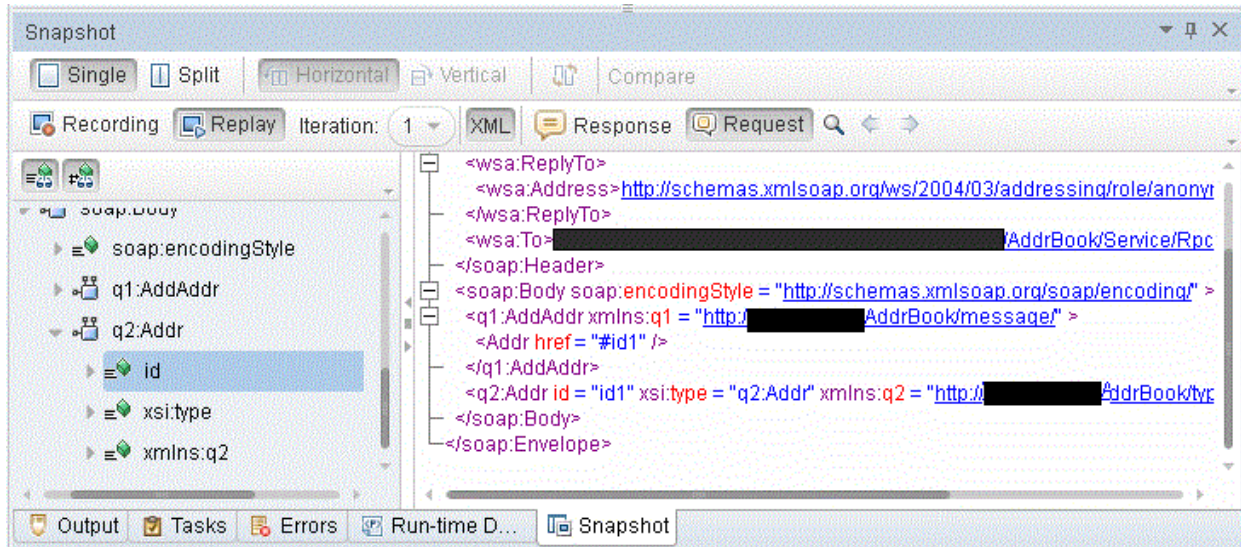 Snapshot
Single Split Horizontal Vertical Compare
Recording Replay Iteration: 1 XML Response Request
soap:Body
soap:encodingStyle
q1:AddAddr
q2:Addr
id
xsi:type
xmlns:q2
<wsa:ReplyTo>
<wsa:Address>http://schemas.xmlsoap.org/ws/2004/03/addressing/role/anonyr
</wsa:ReplyTo>
<wsa:To> /AddrBook/Service/Rpc
</soap:Header>
<soap:Body soap:encodingStyle = "http://schemas.xmlsoap.org/soap/encoding/" >
<q1:AddAddr xmlns:q1 = "http:/ AddrBook/message/" >
<Addr href = "#id1" />
</q1:AddAddr>
<q2:Addr id = "id1" xsi:type = "q2:Addr" xmlns:q2 = "http:// AddrBook/typ
</soap:Body>
</soap:Envelope>
Output Tasks Errors Run-time D... Snapshot